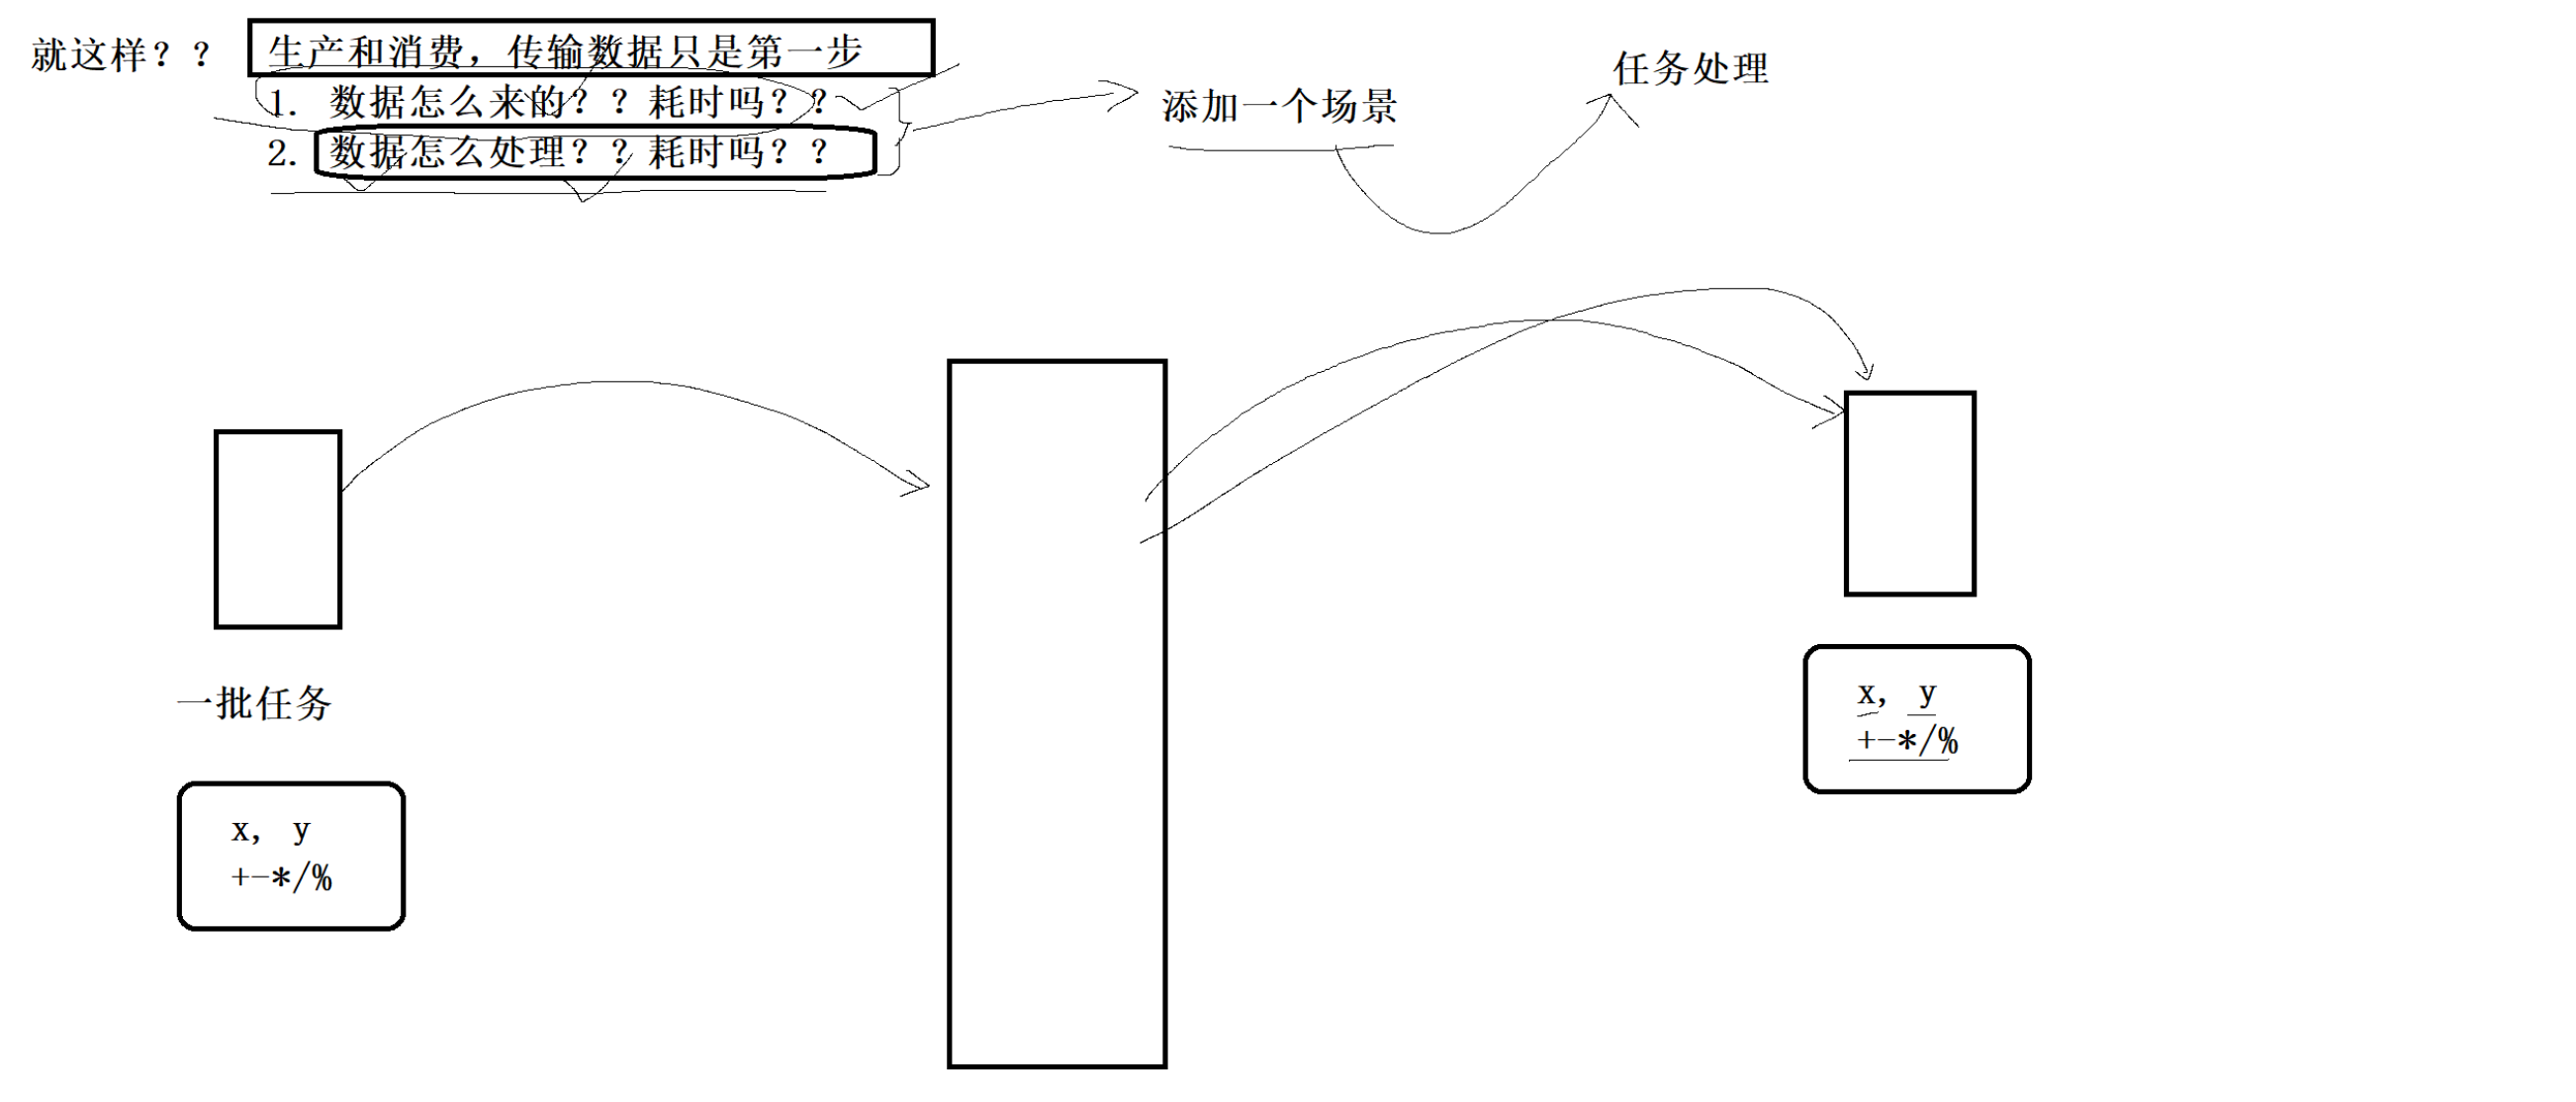 就这样？？
生产和消费，传输数据只是第一步
1. 数据怎么来的？？耗时吗？？
2. 数据怎么处理？？耗时吗？？
添加一个场景
任务处理
一批任务
x, y
+-*/%
x, y
+-*/%